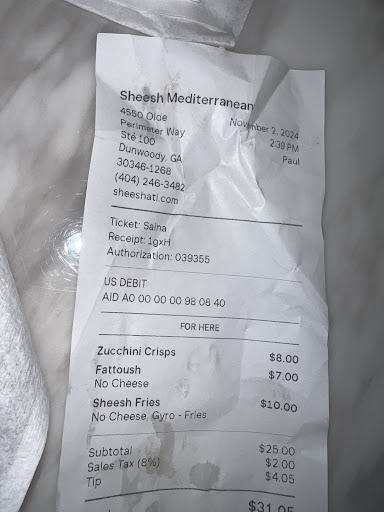 Sheesh Mediterranean
4550 Olde
Perimeter Way
Ste 100
Dunwoody, GA
30346-1268
(404) 246-3482
sheeshatl.com
November 2, 2024
2:39 PM
Paul
Ticket: Saina
Receipt: 1gxH
Authorization: 039355
US DEBIT
AID A0 00 00 00 98 08 40
FOR HERE
Zucchini Crisps $8.00
Fattoush $7.00
No Cheese
Sheesh Fries $10.00
No Cheese, Gyro - Fries
Subtotal $25.00
Sales Tax (8%) $2.00
Tip $4.05
$31.05